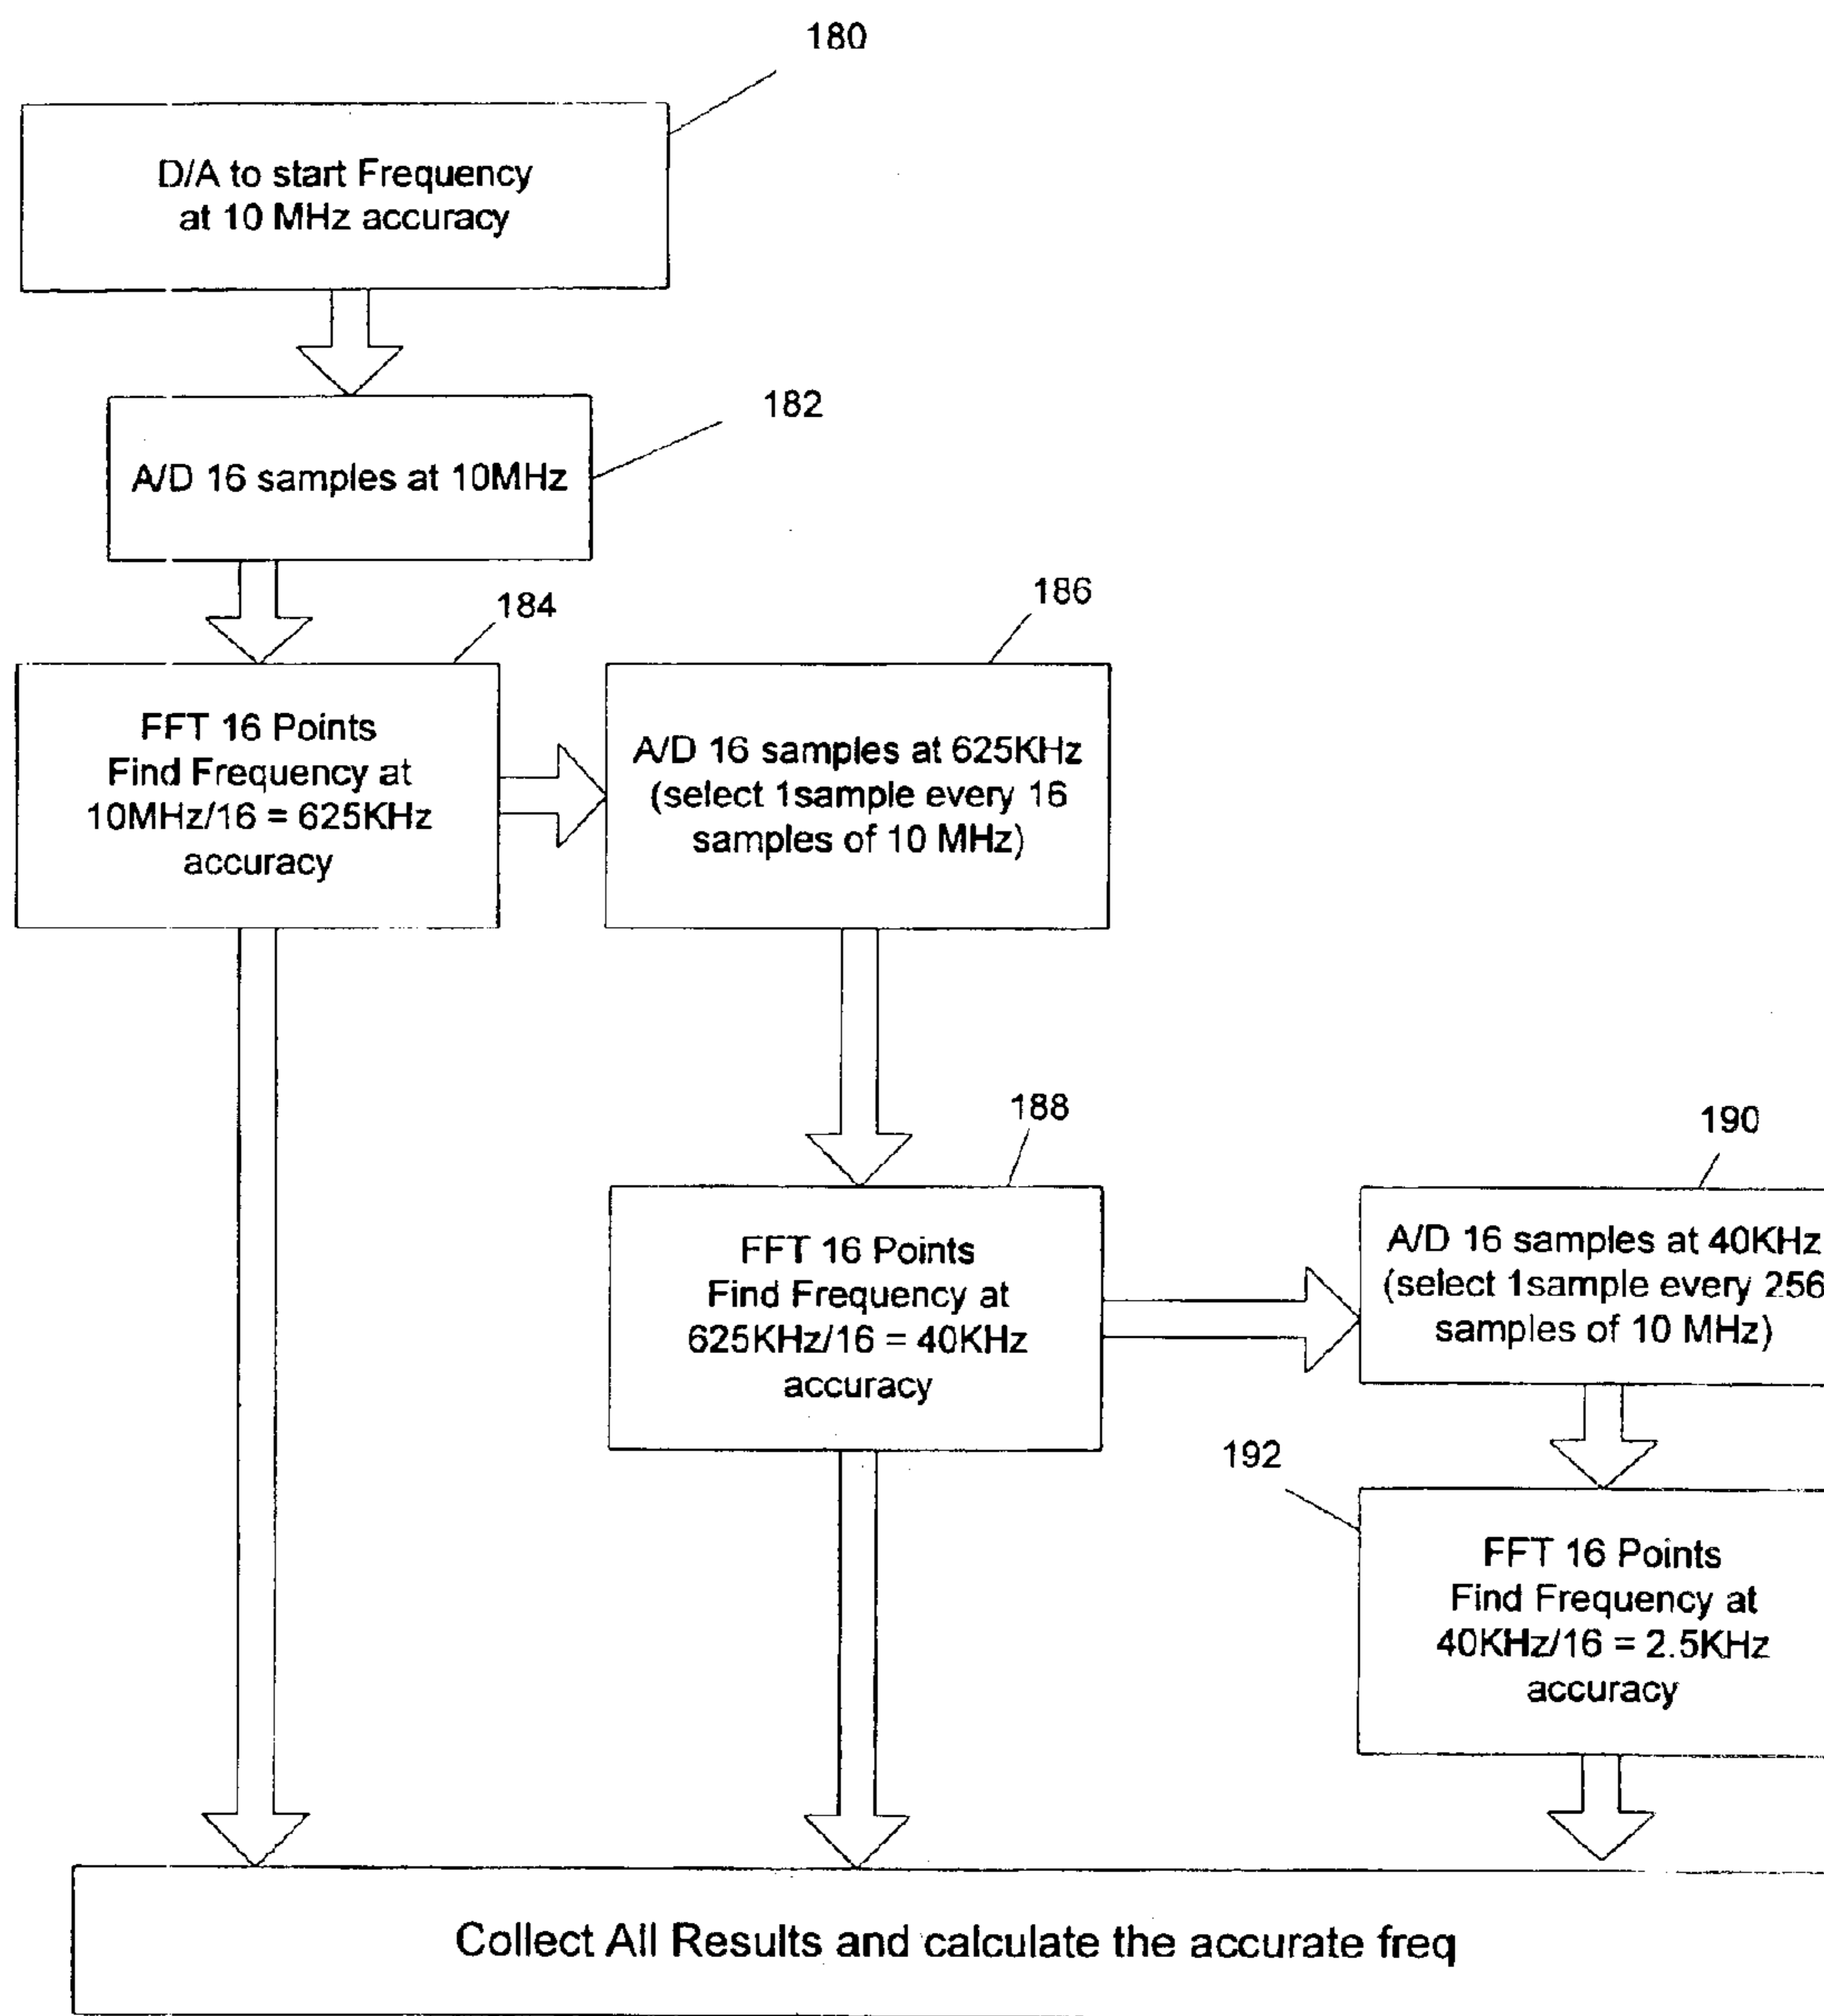 180
D/A to start Frequency
at 10 MHz accuracy
182
A/D 16 samples at 10MHz
184
FFT 16 Points
Find Frequency at
10MHz/16 = 625KHz
accuracy
186
A/D 16 samples at 625KHz
(select 1sample every 16
samples of 10 MHz)
188
FFT 16 Points
Find Frequency at
625KHz/16 = 40KHz
accuracy
190
A/D 16 samples at 40KHz
(select 1sample every 256
samples of 10 MHz)
192
FFT 16 Points
Find Frequency at
40KHz/16 = 2.5KHz
accuracy
Collect All Results and calculate the accurate freq